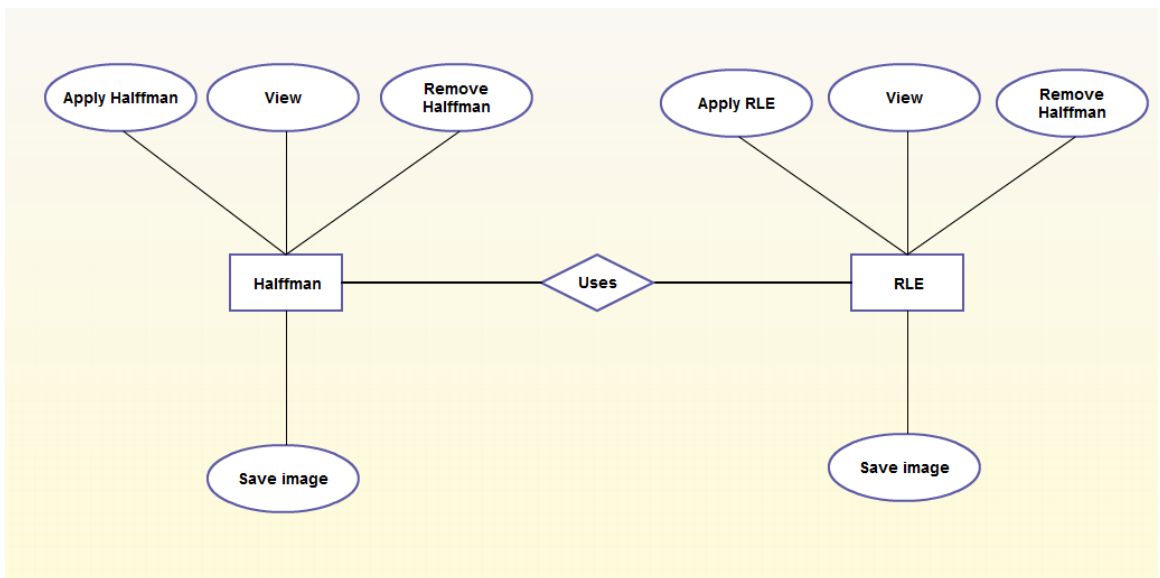 Apply Halffman
View
Remove
Halffman
Apply RLE
View
Remove
Halffman
Halffman
Uses
RLE
Save image
Save image